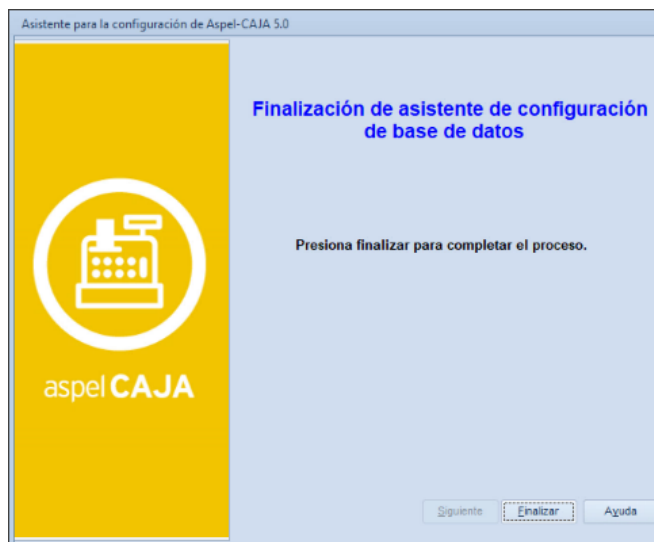 Asistente para la configuración de Aspel-CAJA 5.0
Finalización de asistente de configuración
de base de datos
Presiona finalizar para completar el proceso.
aspel CAJA
Siguiente
Finalizar
Ayuda